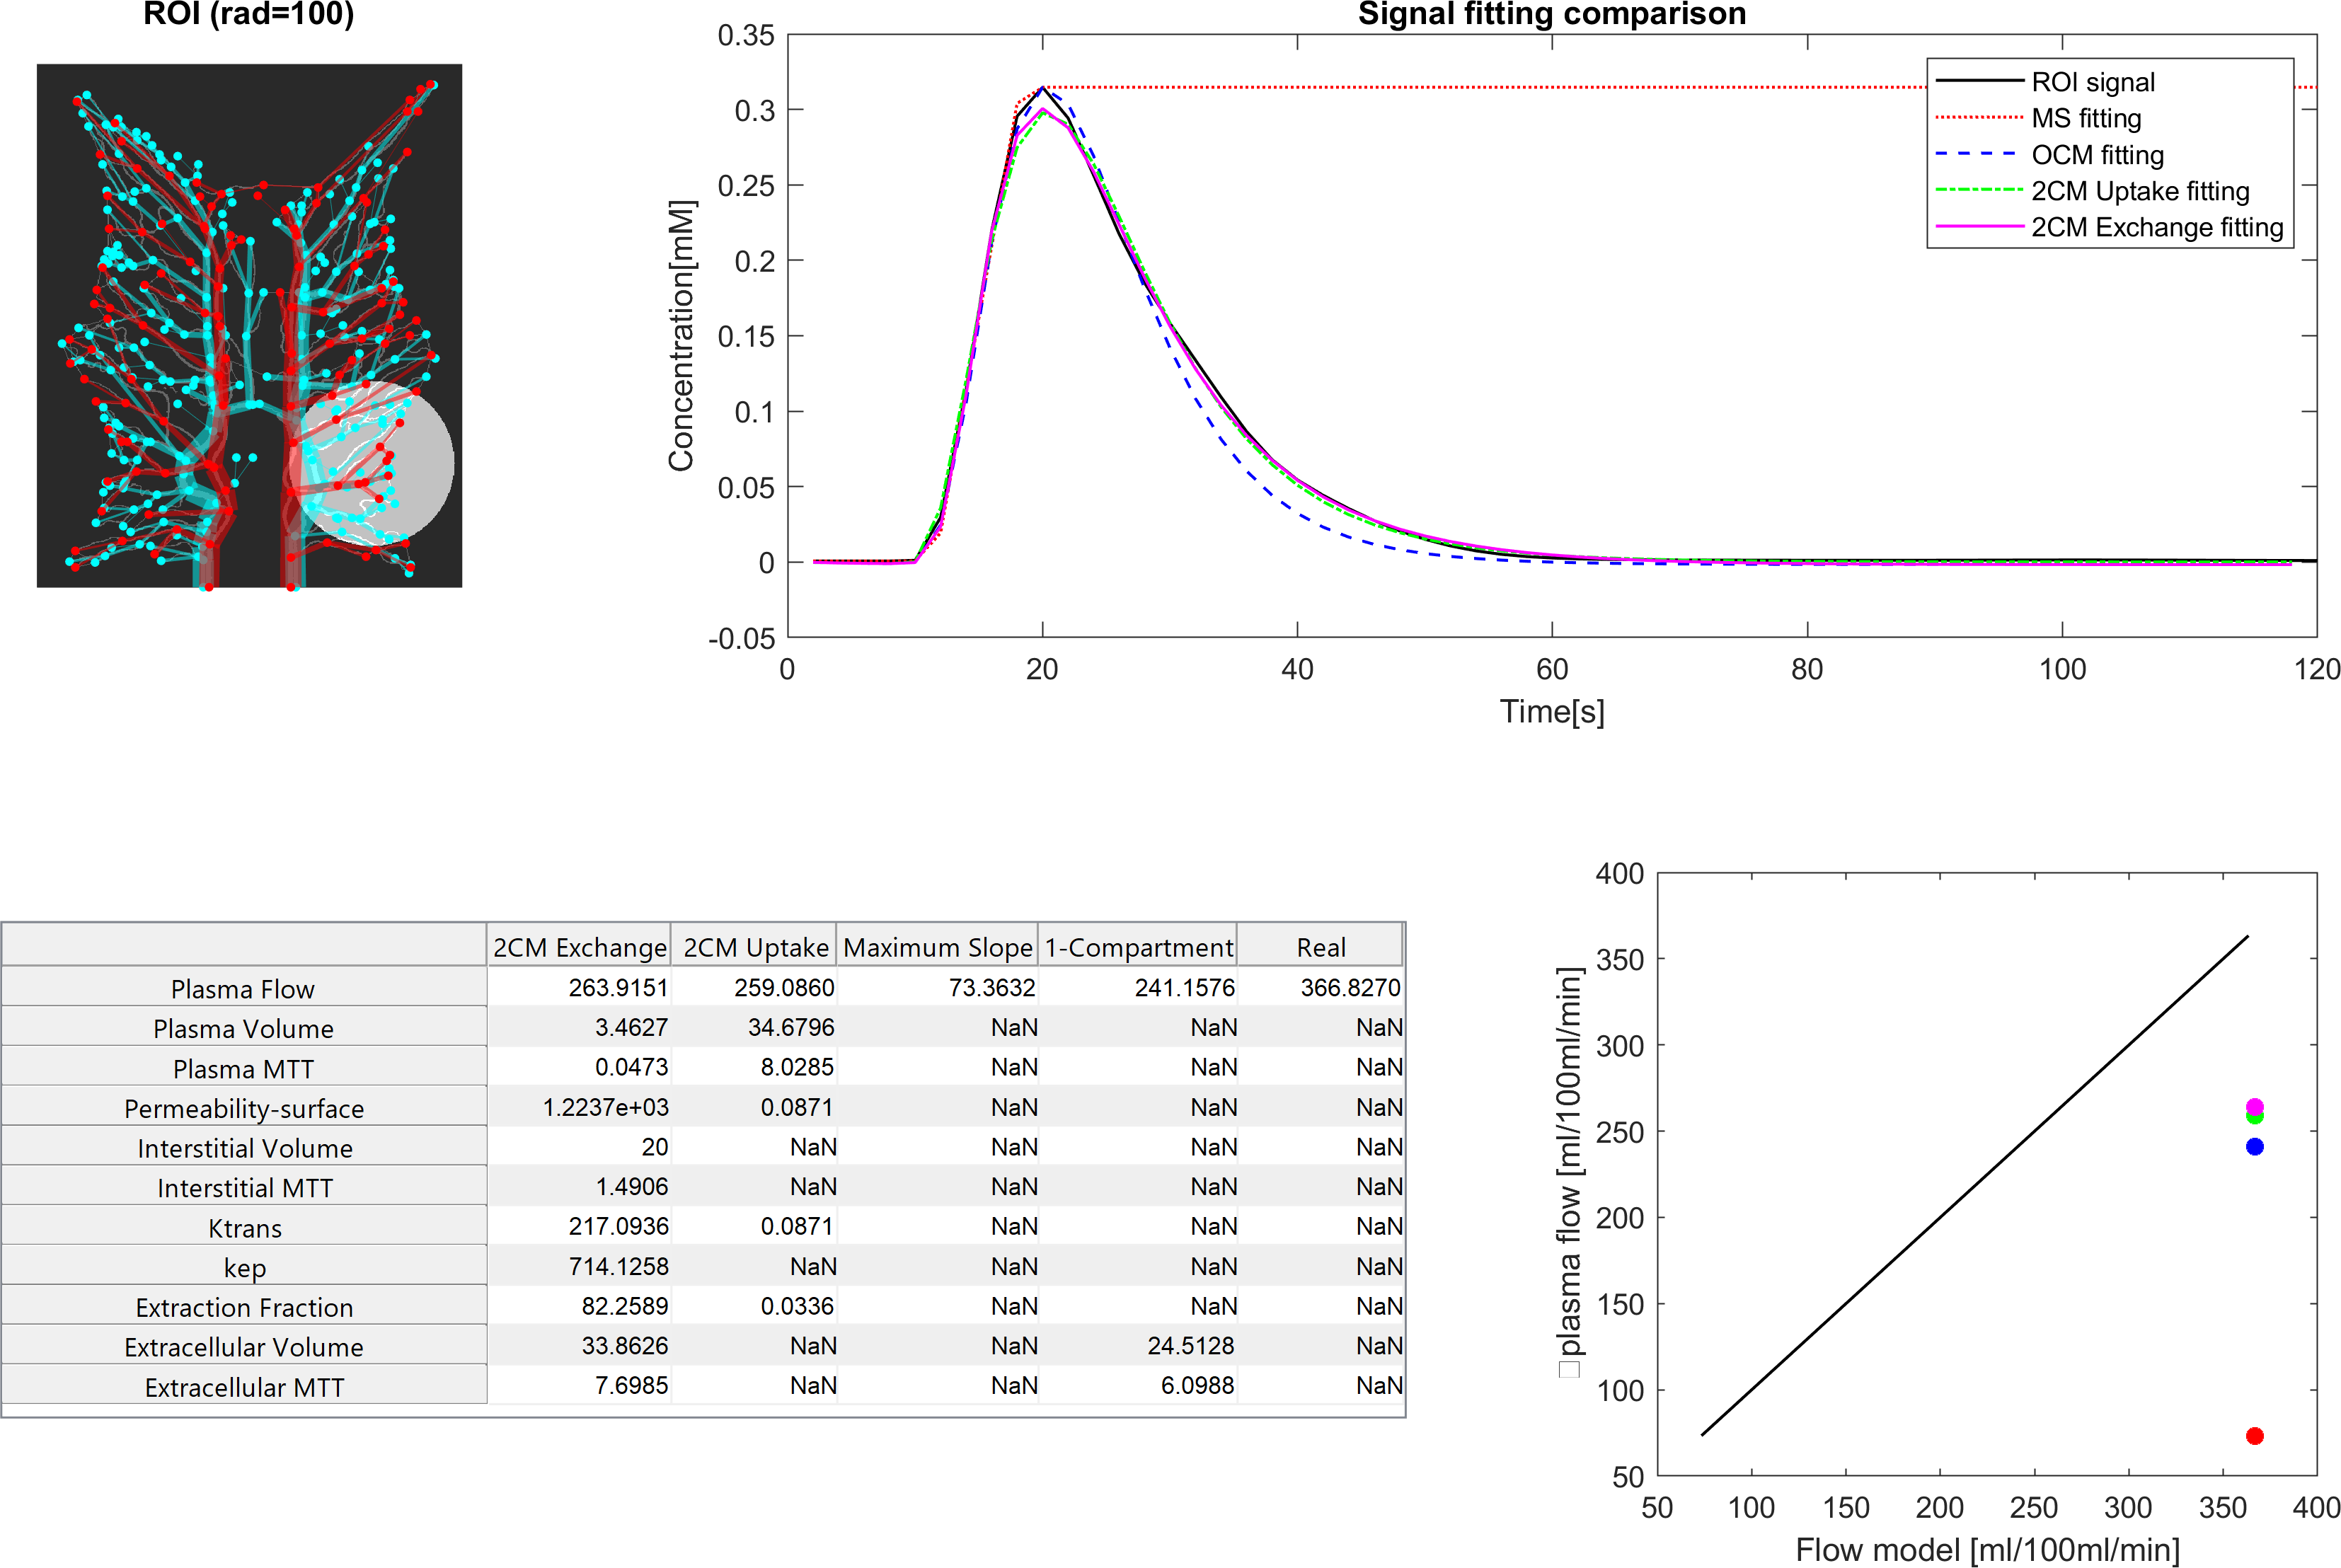 ROI (rad=100)
Signal fitting comparison
0.35
0.3
0.25
0.2
0.15
0.1
0.05
0
-0.05
Concentration[mM]
0 20 40 60 80 100 120
Time[s]
ROI signal
MS fitting
OCM fitting
2CM Uptake fitting
2CM Exchange fitting
2CM Exchange 2CM Uptake Maximum Slope 1-Compartment Real
Plasma Flow 263.9151 259.0860 73.3632 241.1576 366.8270
Plasma Volume 3.4627 34.6796 NaN NaN NaN
Plasma MTT 0.0473 8.0285 NaN NaN NaN
Permeability-surface 1.2237e+03 0.0871 NaN NaN NaN
Interstitial Volume 20 NaN NaN NaN NaN
Interstitial MTT 1.4906 NaN NaN NaN NaN
Ktrans 217.0936 0.0871 NaN NaN NaN
kep 714.1258 NaN NaN NaN NaN
Extraction Fraction 82.2589 0.0336 NaN NaN NaN
Extracellular Volume 33.8626 NaN NaN 24.5128 NaN
Extracellular MTT 7.6985 NaN NaN 6.0988 NaN
400
350
300
250
200
150
100
50
□plasma flow [ml/100ml/min]
50 100 150 200 250 300 350 400
Flow model [ml/100ml/min]